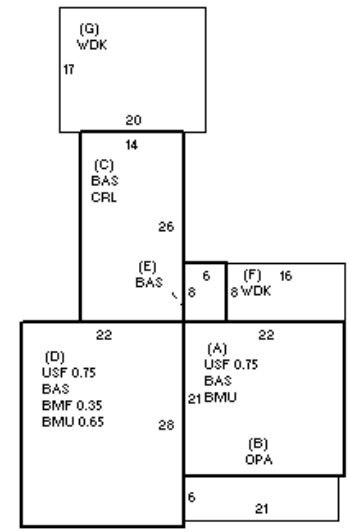 (G)
WDK
17
20
14
(C)
BAS
CRL
26
(E)
BAS
8
6
(F) 16
8 WDK
22
(D)
USF 0.75
BAS
BMF 0.35
BMU 0.65
28
22
(A)
USF 0.75
BAS
21 BMU
(B)
OPA
6
21